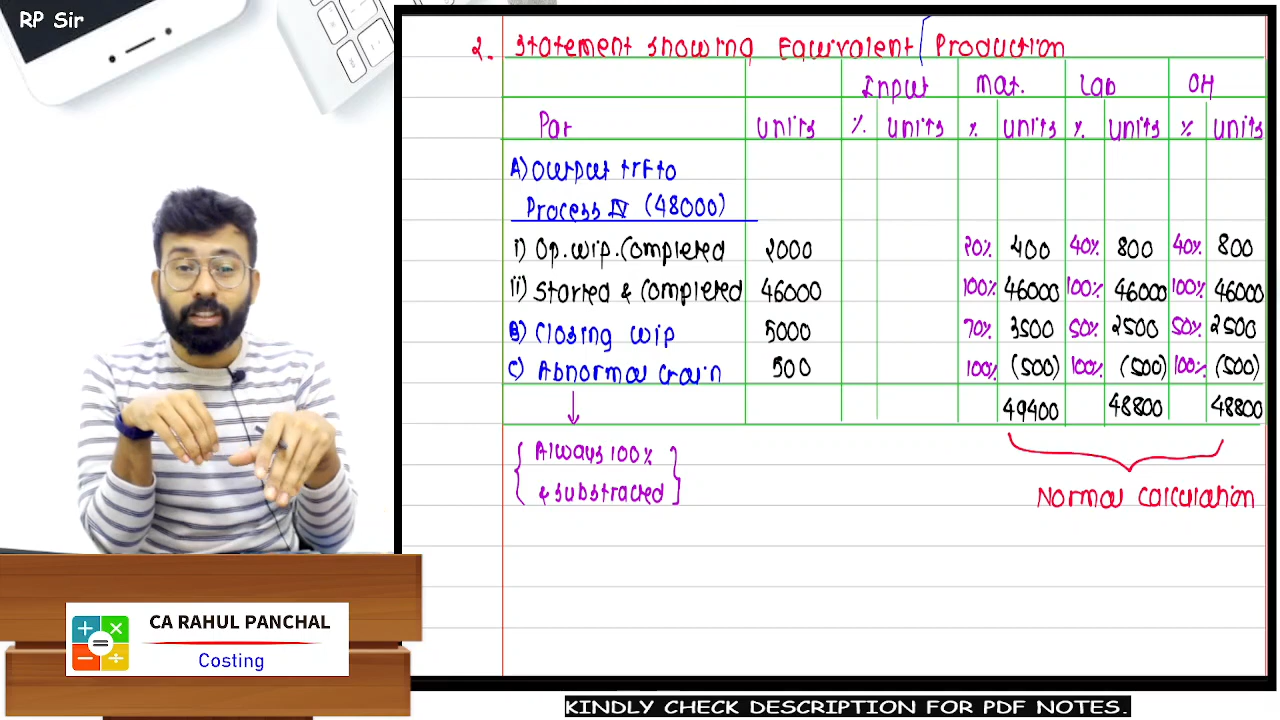 RP Sir
2. Statement Showing Equivalent Production
Input Mat. Lab OH
Par Units % Units % Units % Units % Units
A) Output trf to
Process IV (48000)
i) Op. wip. Completed 2000 20% 400 40% 800 40% 800
ii) Started & Completed 46000 100% 46000 100% 46000 100% 46000
B) Closing wip 5000 70% 3500 50% 2500 50% 2500
C) Abnormal Gain 500 100% (500) 100% (500) 100% (500)
49400 48800 48800
Always 100%
& substracted
Normal Calculation
CA RAHUL PANCHAL
Costing
KINDLY CHECK DESCRIPTION FOR PDF NOTES.